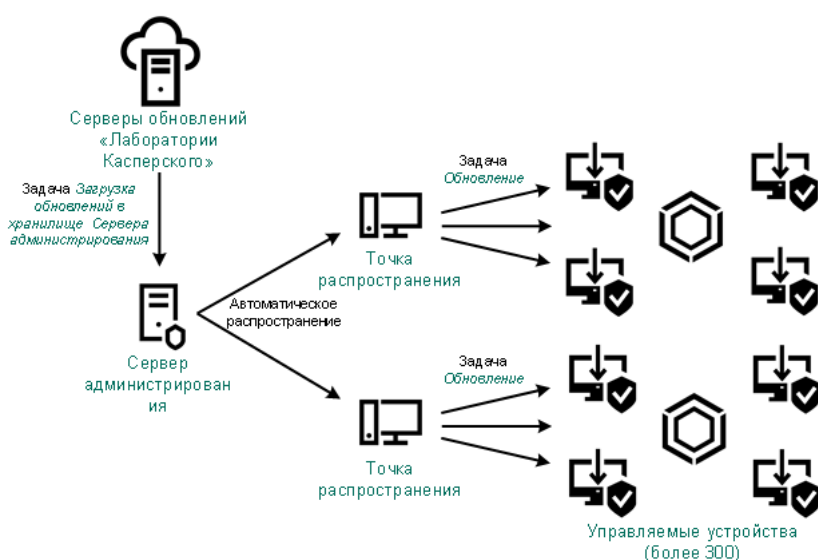 Серверы обновлений
«Лаборатории
Касперского»
Задача Загрузка
обновлений в
хранилище Сервера
администрирования
Сервер
администрирован
ия
Автоматическое
распространение
Точка
распространения
Задача
Обновление
Точка
распространения
Задача
Обновление
Управляемые устройства
(более 300)